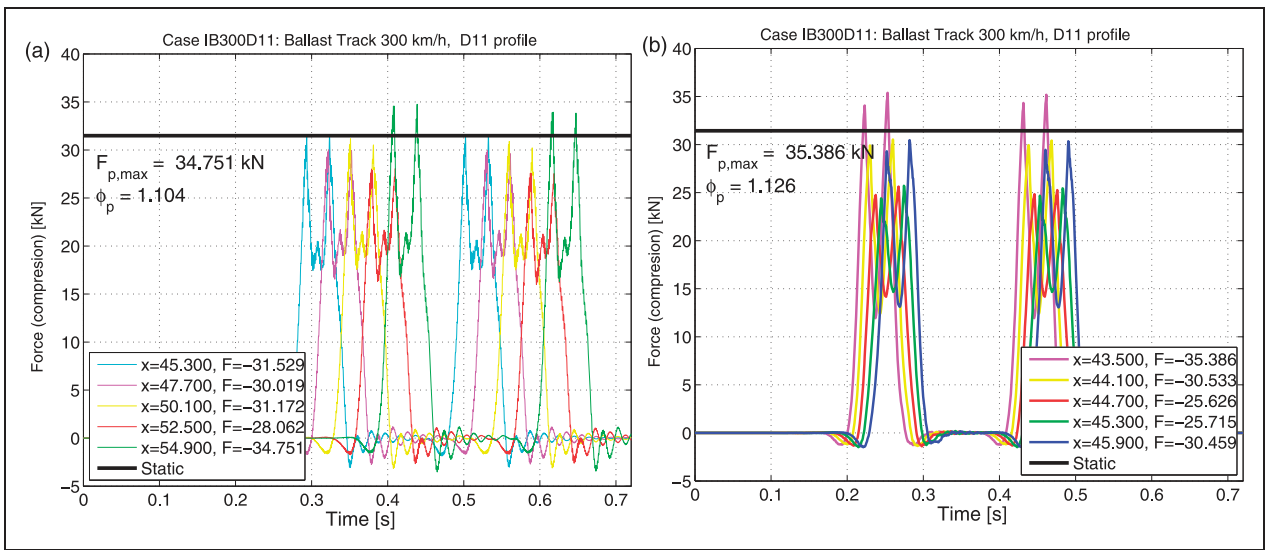 (a)
Case IB300D11: Ballast Track 300 km/h, D11 profile
40
35
30
25
20
15
10
5
0
−5
Force (compresion) [kN]
F_p,max = 34.751 kN
ϕ_p = 1.104
x=45.300, F=−31.529
x=47.700, F=−30.019
x=50.100, F=−31.172
x=52.500, F=−28.062
x=54.900, F=−34.751
Static
0 0.1 0.2 0.3 0.4 0.5 0.6 0.7
Time [s]
(b)
Case IB300D11: Ballast Track 300 km/h, D11 profile
40
35
30
25
20
15
10
5
0
−5
Force (compresion) [kN]
F_p,max = 35.386 kN
ϕ_p = 1.126
x=43.500, F=−35.386
x=44.100, F=−30.533
x=44.700, F=−25.626
x=45.300, F=−25.715
x=45.900, F=−30.459
Static
0 0.1 0.2 0.3 0.4 0.5 0.6 0.7
Time [s]